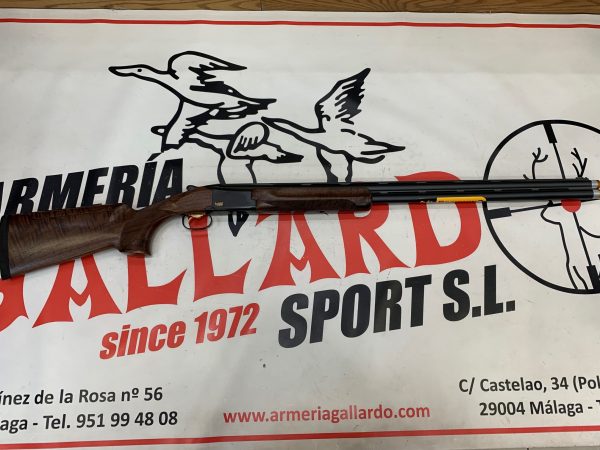 ARMERÍA
GALLARDO
since 1972 SPORT S.L.
ínez de la Rosa nº 56
aga - Tel. 951 99 48 08
www.armeriagallardo.com
C/ Castelao, 34 (Pol
29004 Málaga - T